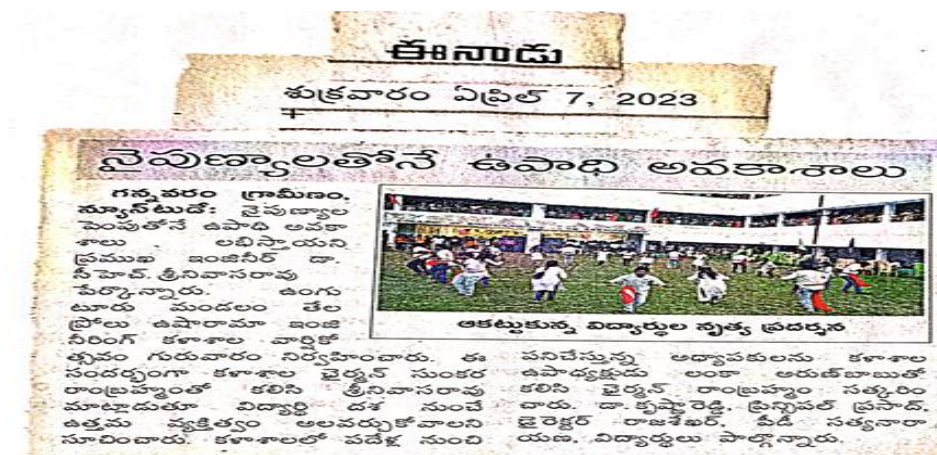 ఈనాడు
శుక్రవారం ఏప్రిల్ 7, 2023
నైపుణ్యాలతోనే ఉపాధి అవకాశాలు
గన్నవరం గ్రామీణం,
న్యూస్‌టుడే: నైపుణ్యాల
పెంపుతోనే ఉపాధి అవకా
శాలు లభిస్తాయని
ప్రముఖ ఇంజినీర్ డా.
సీహెచ్. శ్రీనివాసరావు
పేర్కొన్నారు. ఉంగు
టూరు మండలం తేల
ప్రోలు ఉషారామా ఇంజి
నీరింగ్ కళాశాల వార్షికో
త్సవం గురువారం నిర్వహించారు. ఈ
సందర్భంగా కళాశాల ఛైర్మన్ సుంకర
రాంబ్రహ్మంతో కలిసి శ్రీనివాసరావు
మాట్లాడుతూ విద్యార్థి దశ నుంచే
ఉత్తమ వ్యక్తిత్వం అలవర్చుకోవాలని
సూచించారు. కళాశాలలో పదేళ్ల నుంచి
ఆకట్టుకున్న విద్యార్థుల నృత్య ప్రదర్శన
పనిచేస్తున్న అధ్యాపకులను కళాశాల
ఉపాధ్యక్షుడు లంకా అరుణ్‌బాబుతో
కలిసి ఛైర్మన్ రాంబ్రహ్మం సత్కరిం
చారు. డా.కృష్ణారెడ్డి, ప్రిన్సిపల్ ప్రసాద్,
డైరెక్టర్ రాజశేఖర్, పీడీ సత్యనారా
యణ, విద్యార్థులు పాల్గొన్నారు.